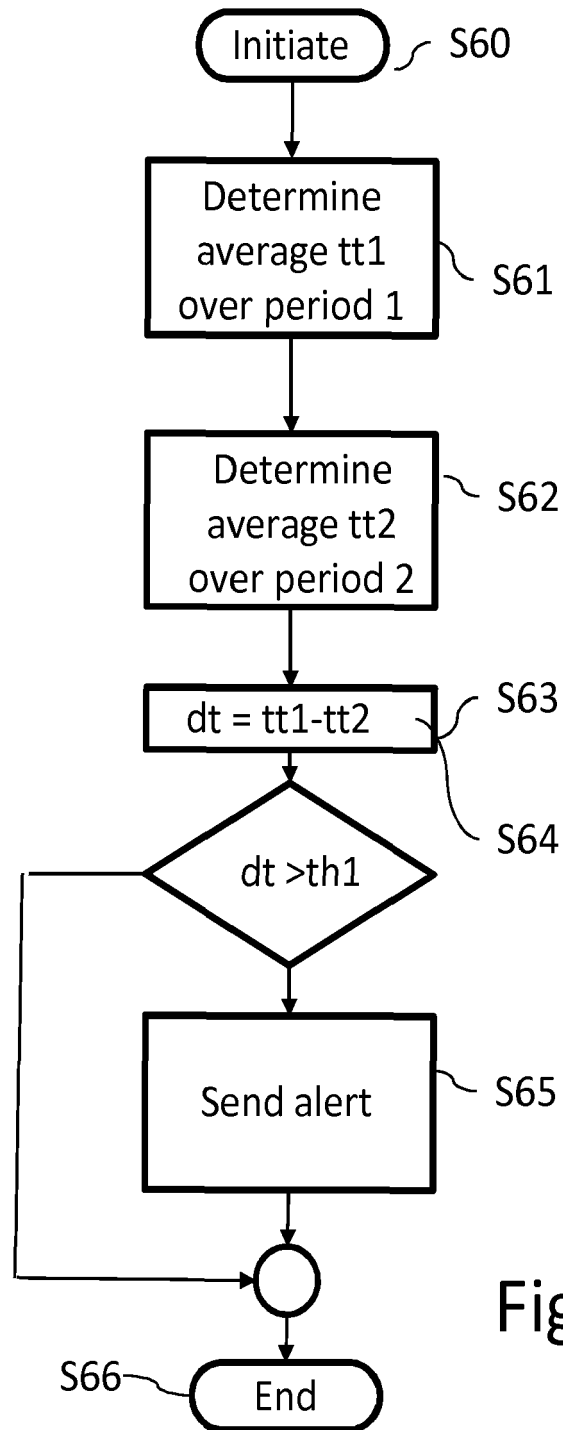 Initiate
S60
Determine
average tt1
over period 1
S61
Determine
average tt2
over period 2
S62
dt = tt1-tt2
S63
S64
dt >th1
Send alert
S65
Fig
S66
End